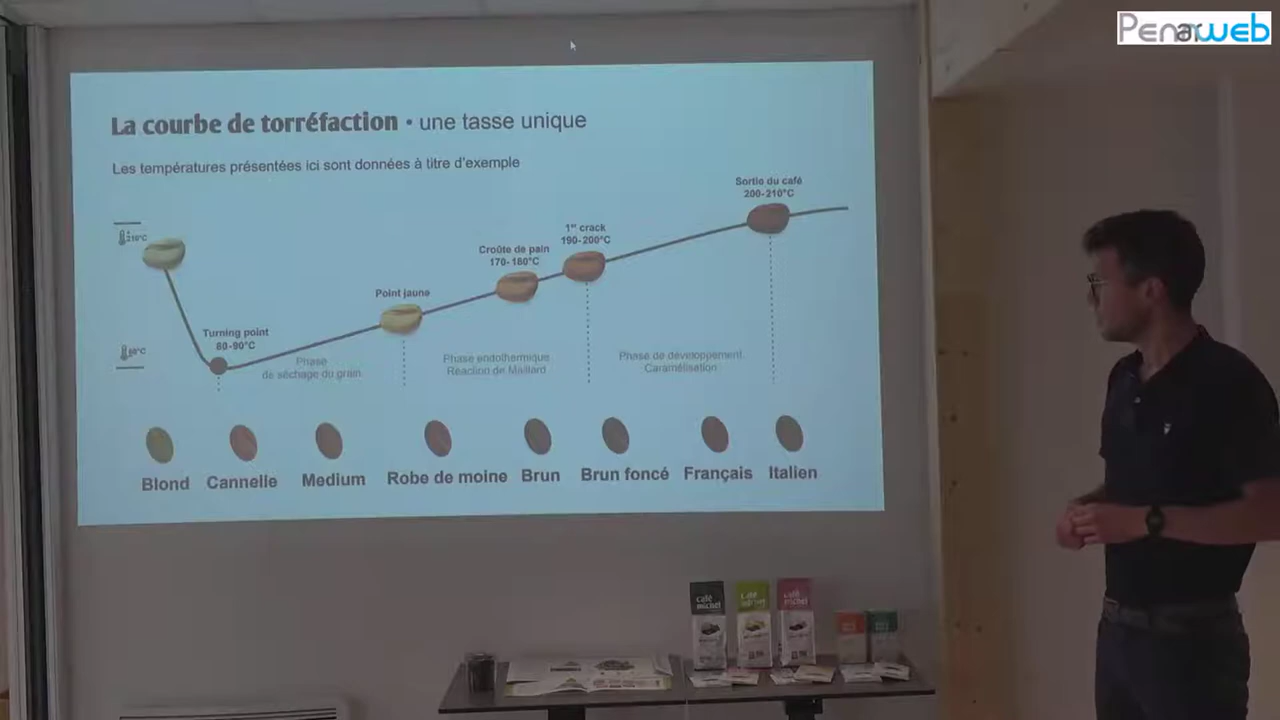 Penarweb
La courbe de torréfaction • une tasse unique
Les températures présentées ici sont données à titre d'exemple
Sortie du café
200-210°C
1er crack
190-200°C
Croûte de pain
170-180°C
Point jaune
Turning point
80-90°C
Phase
de séchage du grain
Phase endothermique
Réaction de Maillard
Phase de développement
Caramélisation
Blond
Cannelle
Medium
Robe de moine
Brun
Brun foncé
Français
Italien
café
michel
café
michel
café
michel